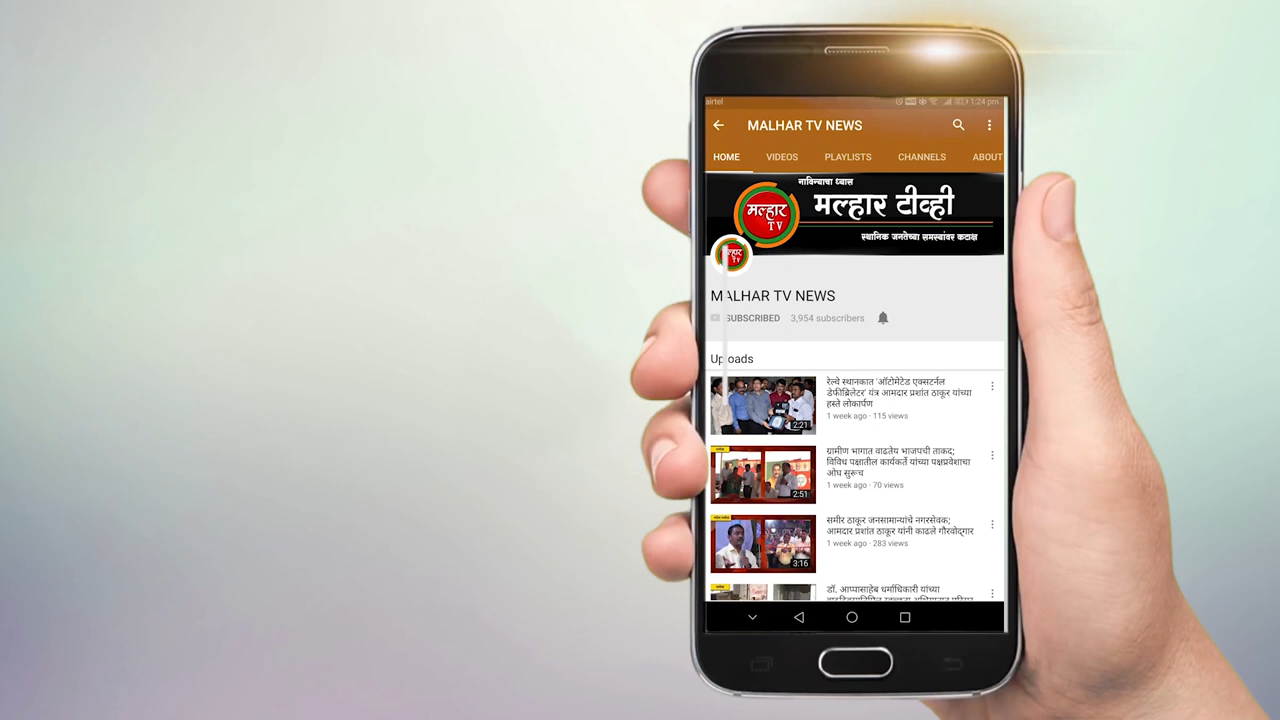 airtel
1:24 pm
MALHAR TV NEWS
HOME VIDEOS PLAYLISTS CHANNELS ABOUT
नाविन्याचा ध्यास
मल्हार टीव्ही
मल्हार
TV
स्थानिक जनतेच्या समस्यांवर कटाक्ष
मल्हार
TV
MALHAR TV NEWS
SUBSCRIBED 3,954 subscribers
Uploads
रेल्वे स्थानकात 'ऑटोमेटेड एक्सटर्नल
डेफीब्रिलेटर' यंत्र आमदार प्रशांत ठाकूर यांच्या
हस्ते लोकार्पण
1 week ago · 115 views
2:21
ग्रामीण भागात वाढतेय भाजपची ताकद;
विविध पक्षातील कार्यकर्ते यांच्या पक्षप्रवेशाचा
ओघ सुरूच
1 week ago · 70 views
2:51
समीर ठाकूर जनसामान्यांचे नगरसेवक;
आमदार प्रशांत ठाकूर यांनी काढले गौरवोद्गार
1 week ago · 283 views
3:16
डॉ. आप्पासाहेब धर्माधिकारी यांच्या